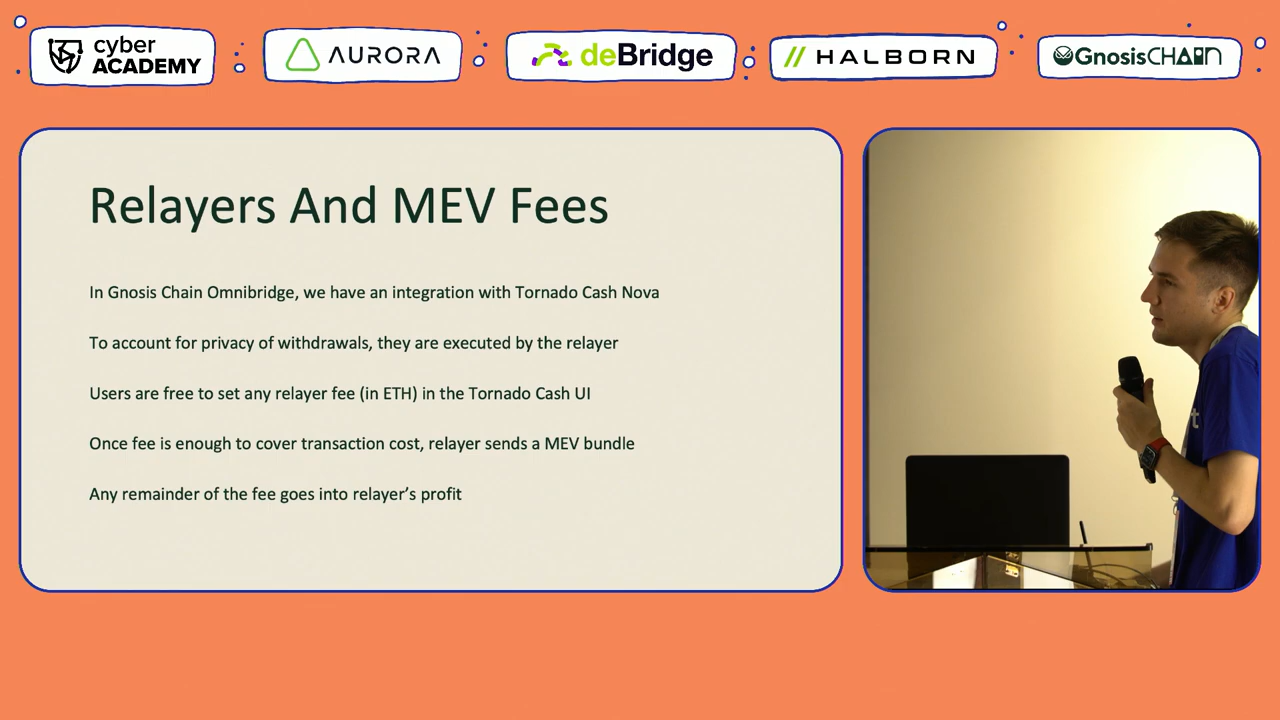 cyber
ACADEMY
AURORA
deBridge
HALBORN
GnosisCHAIN
Relayers And MEV Fees
In Gnosis Chain Omnibridge, we have an integration with Tornado Cash Nova
To account for privacy of withdrawals, they are executed by the relayer
Users are free to set any relayer fee (in ETH) in the Tornado Cash UI
Once fee is enough to cover transaction cost, relayer sends a MEV bundle
Any remainder of the fee goes into relayer's profit
t